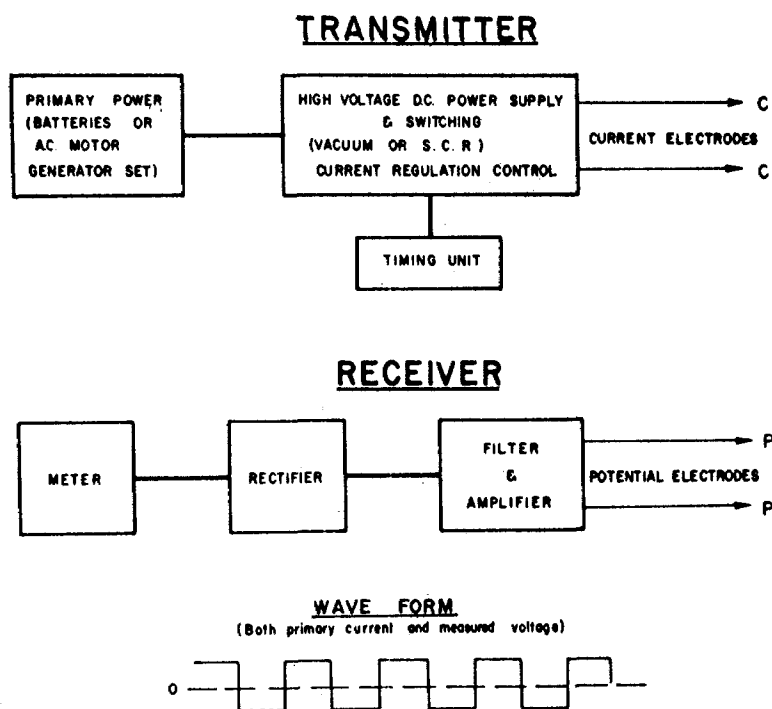 TRANSMITTER
PRIMARY POWER
(BATTERIES OR
A.C. MOTOR
GENERATOR SET)
HIGH VOLTAGE D.C. POWER SUPPLY
& SWITCHING
(VACUUM OR S.C.R)
CURRENT REGULATION CONTROL
C
CURRENT ELECTRODES
C
TIMING UNIT
RECEIVER
METER
RECTIFIER
FILTER
&
AMPLIFIER
P
POTENTIAL ELECTRODES
P
WAVE FORM
(Both primary current and measured voltage)
0